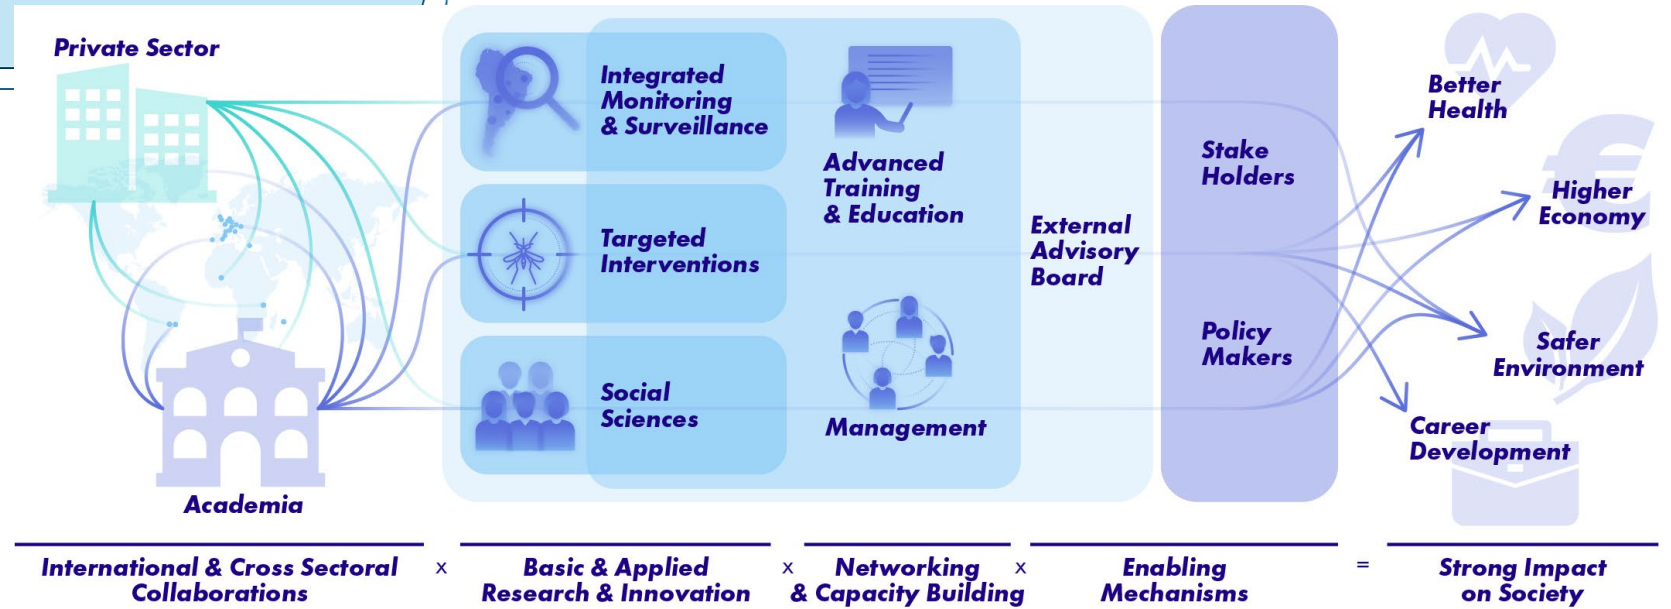 Private Sector
Academia
Integrated
Monitoring
& Surveillance
Targeted
Interventions
Social
Sciences
Advanced
Training
& Education
Management
External
Advisory
Board
Stake
Holders
Policy
Makers
Better
Health
Higher
Economy
Safer
Environment
Career
Development
International & Cross Sectoral
Collaborations
x
Basic & Applied
Research & Innovation
x
Networking
& Capacity Building
x
Enabling
Mechanisms
=
Strong Impact
on Society